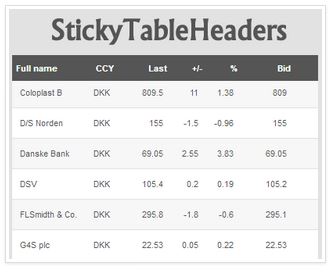 StickyTableHeaders
Full name CCY Last +/- % Bid
Coloplast B DKK 809.5 11 1.38 809
D/S Norden DKK 155 -1.5 -0.96 155
Danske Bank DKK 69.05 2.55 3.83 69.05
DSV DKK 105.4 0.2 0.19 105.2
FLSmidth & Co. DKK 295.8 -1.8 -0.6 295.1
G4S plc DKK 22.53 0.05 0.22 22.53